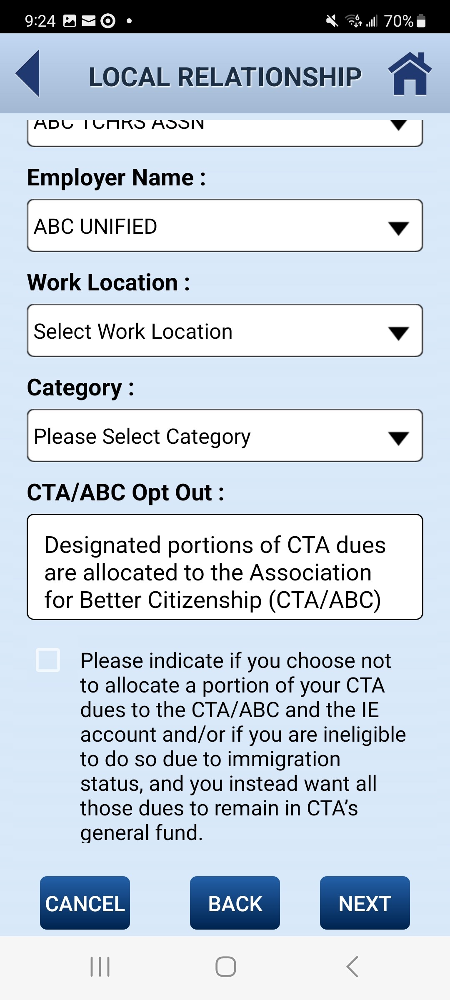 9:24
6
70%
LOCAL RELATIONSHIP
ABC TCHRS ASSN
Employer Name :
ABC UNIFIED
Work Location :
Select Work Location
Category :
Please Select Category
CTA/ABC Opt Out :
Designated portions of CTA dues
are allocated to the Association
for Better Citizenship (CTA/ABC)
Please indicate if you choose not
to allocate a portion of your CTA
dues to the CTA/ABC and the IE
account and/or if you are ineligible
to do so due to immigration
status, and you instead want all
those dues to remain in CTA’s
general fund.
CANCEL
BACK
NEXT